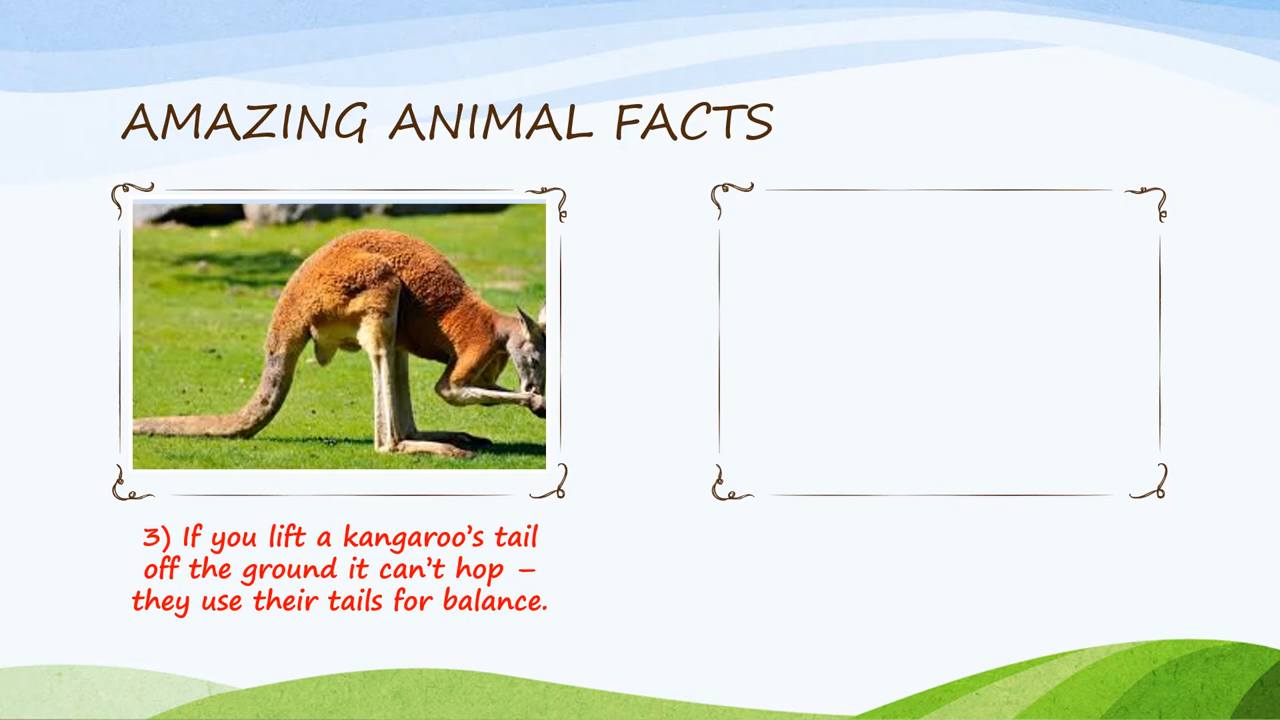 AMAZING ANIMAL FACTS
3) If you lift a kangaroo’s tail
off the ground it can’t hop –
they use their tails for balance.